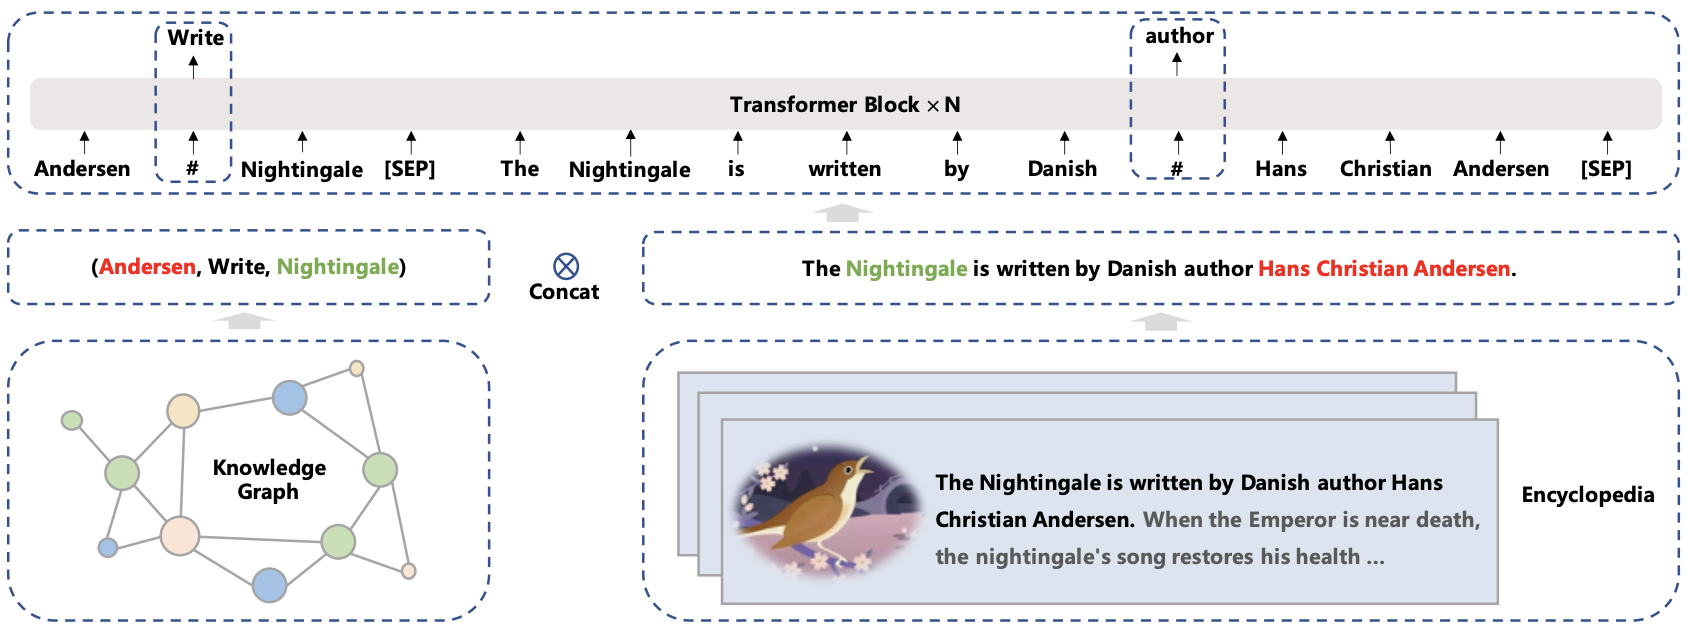 Write author
Transformer Block × N
Andersen # Nightingale [SEP] The Nightingale is written by Danish # Hans Christian Andersen [SEP]
(Andersen, Write, Nightingale)
Concat
The Nightingale is written by Danish author Hans Christian Andersen.
Knowledge
Graph
The Nightingale is written by Danish author Hans
Christian Andersen. When the Emperor is near death,
the nightingale's song restores his health ...
Encyclopedia